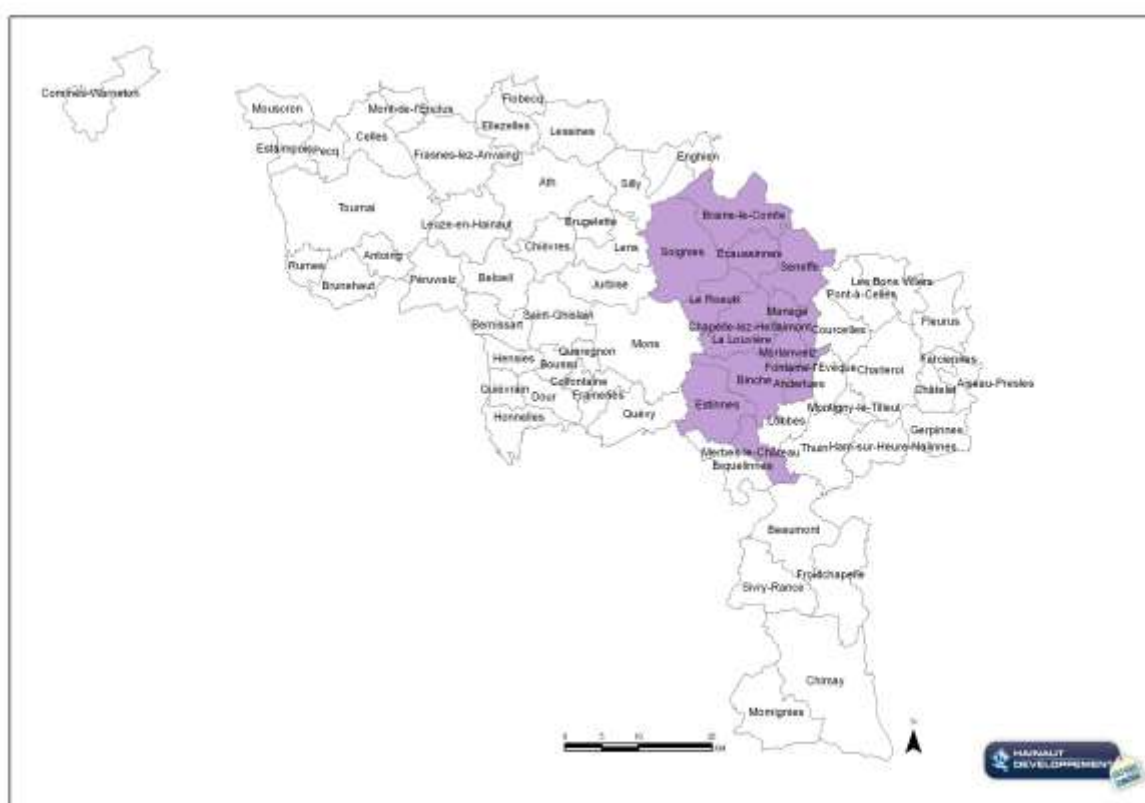 Comines-Warneton
Mouscron
Mont-de-l'Enclus
Flobecq
Ellezelles
Lessines
Estaimpuis
Pecq
Celles
Frasnes-lez-Anvaing
Enghien
Ath
Silly
Tournai
Leuze-en-Hainaut
Brugelette
Braine-le-Comte
Chièvres
Lens
Soignies
Ecaussinnes
Seneffe
Antoing
Rumes
Brunehaut
Péruwelz
Beloeil
Jurbise
Les Bons Villers
Pont-à-Celles
Le Roeulx
Manage
Fleurus
Bernissart
Saint-Ghislain
Mons
Chapelle-lez-Herlaimont
La Louvière
Courcelles
Hensies
Quaregnon
Boussu
Morlanwelz
Fontaine-l'Evêque
Charleroi
Farciennes
Quiévrain
Dour
Colfontaine
Frameries
Binche
Anderlues
Châtelet
Aiseau-Presles
Honnelles
Quévy
Estinnes
Lobbes
Montigny-le-Tilleul
Gerpinnes
Merbes-le-Château
Thuin
Ham-sur-Heure-Nalinnes
Erquelinnes
Beaumont
Froidchapelle
Sivry-Rance
Chimay
Momignies
0 5 10 20
HAINAUT
DEVELOPPEMENT